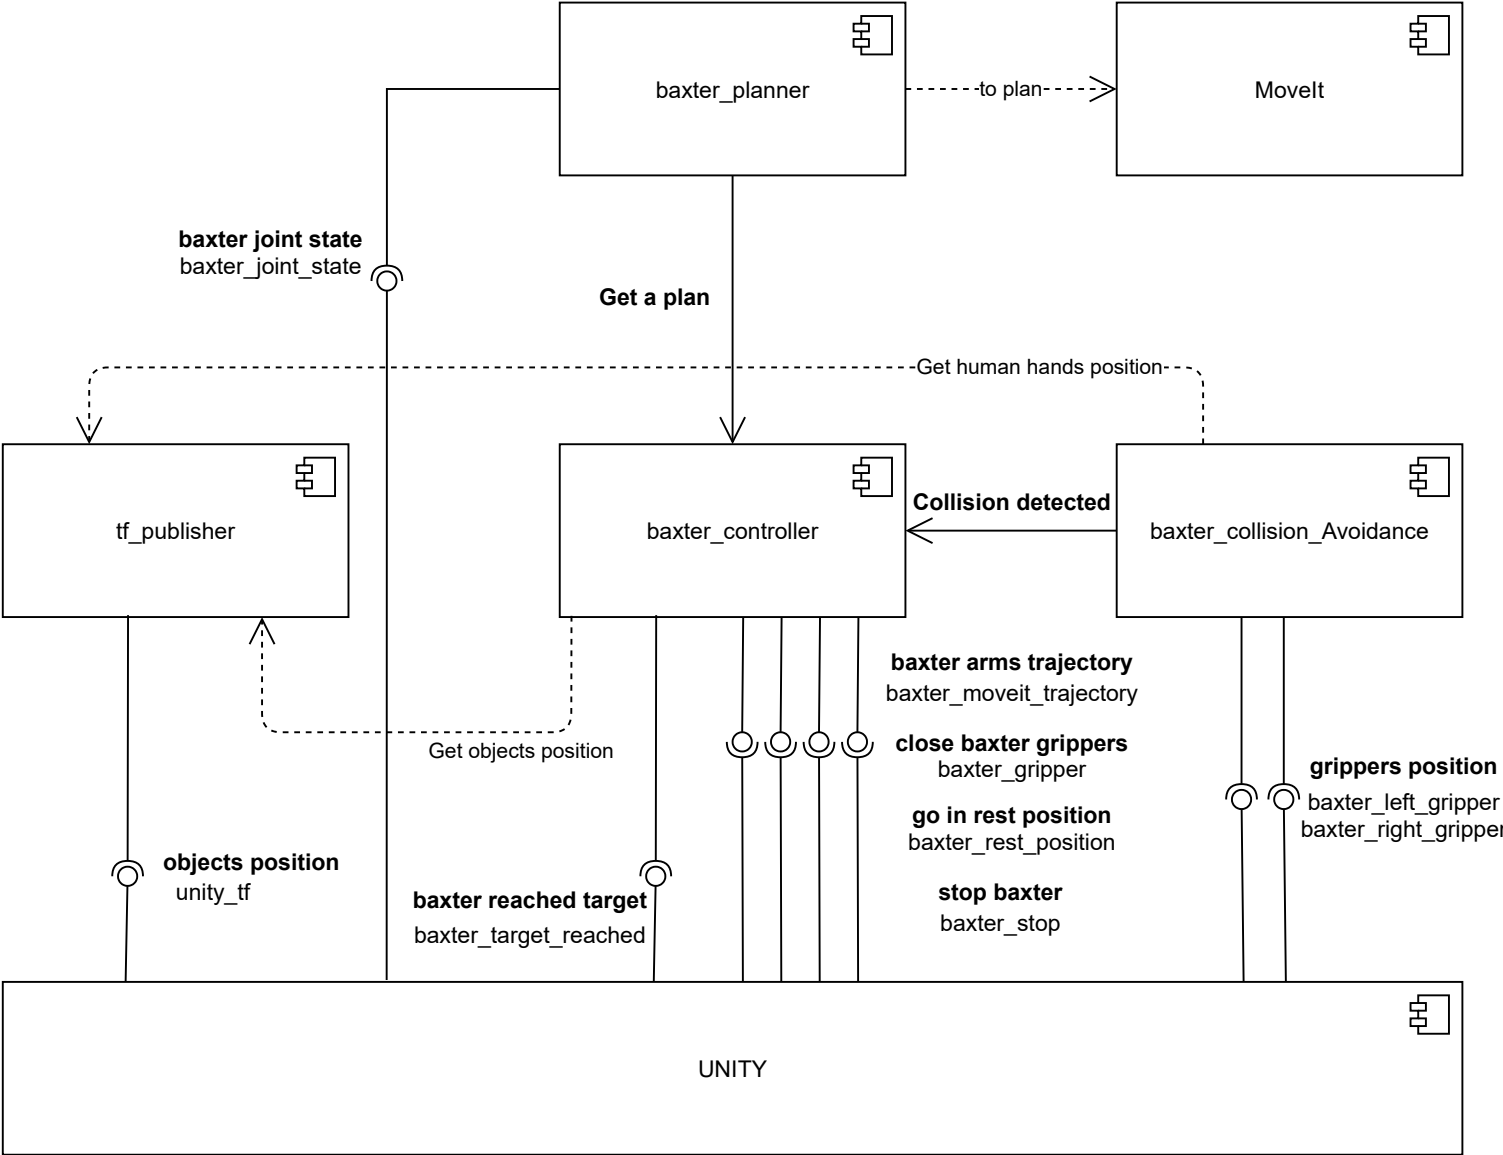 baxter_planner
to plan
MoveIt
baxter joint state
baxter_joint_state
Get a plan
Get human hands position
tf_publisher
baxter_controller
Collision detected
baxter_collision_Avoidance
baxter arms trajectory
baxter_moveit_trajectory
Get objects position
close baxter grippers
baxter_gripper
go in rest position
baxter_rest_position
grippers position
baxter_left_gripper
baxter_right_gripper
objects position
unity_tf
baxter reached target
baxter_target_reached
stop baxter
baxter_stop
UNITY